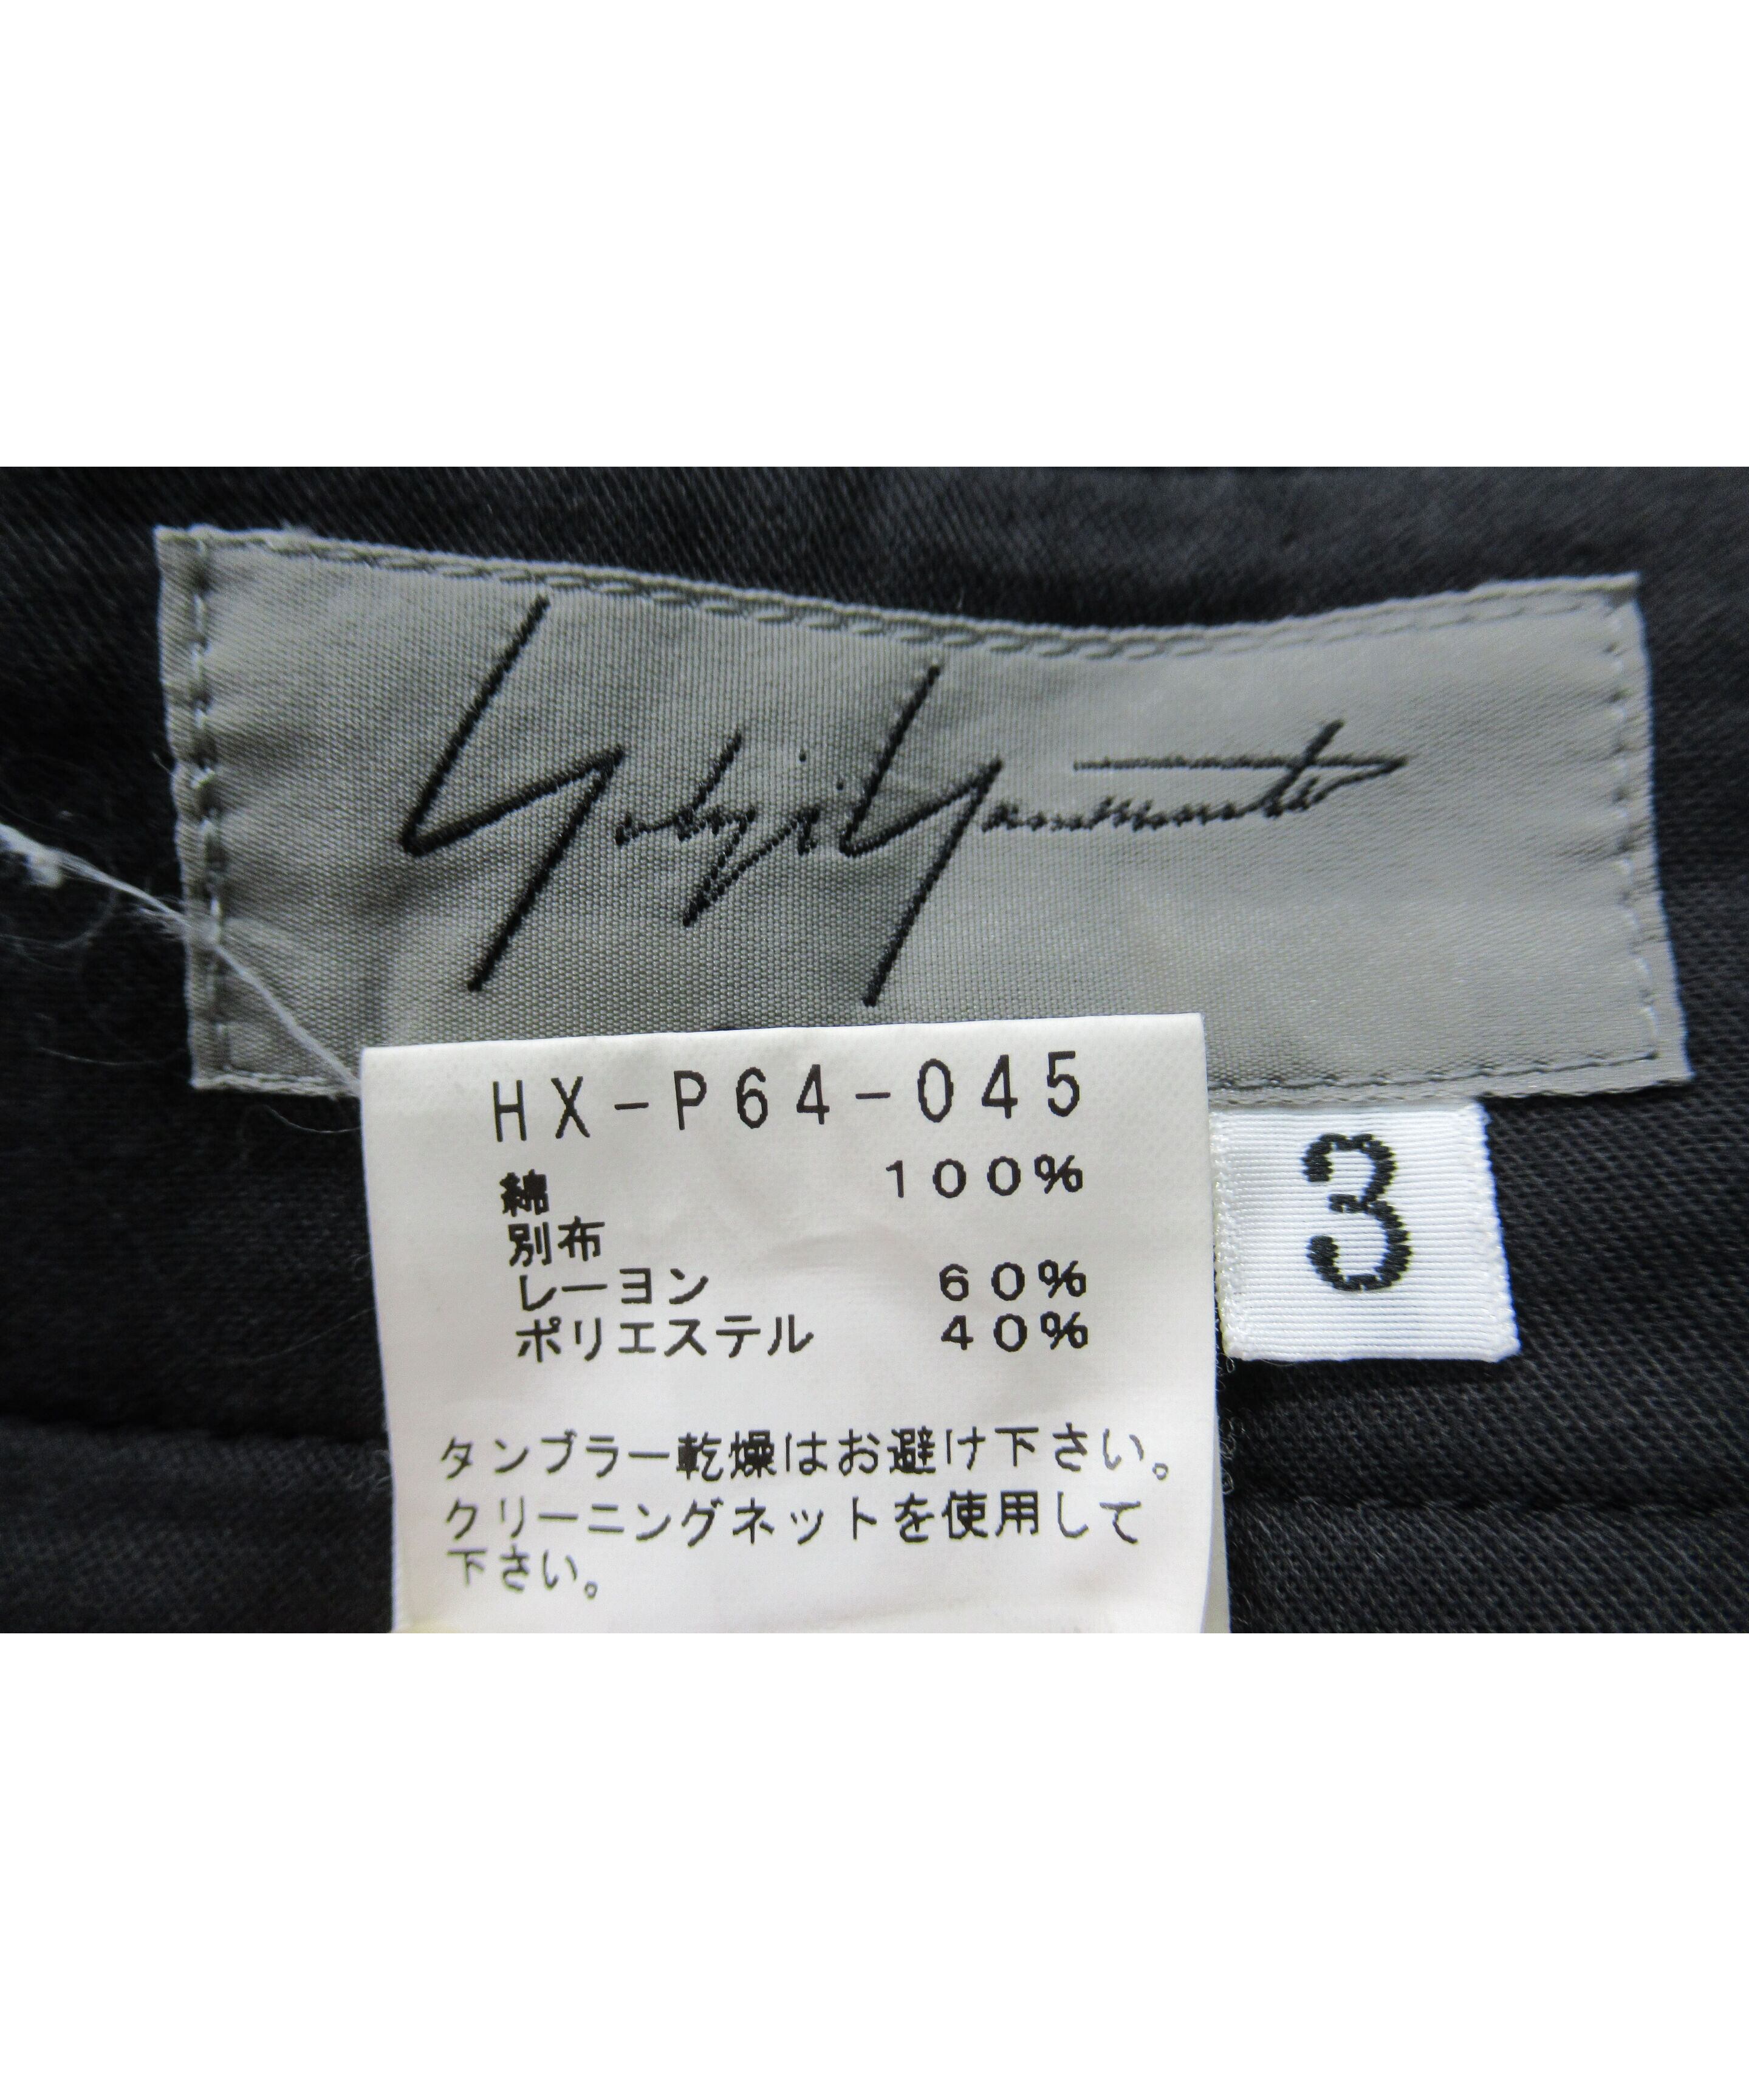 Yohji Yamamoto
HX-P64-045
綿 100%
別布
レーヨン 60%
ポリエステル 40%
タンブラー乾燥はお避け下さい。
クリーニングネットを使用して
下さい。
3